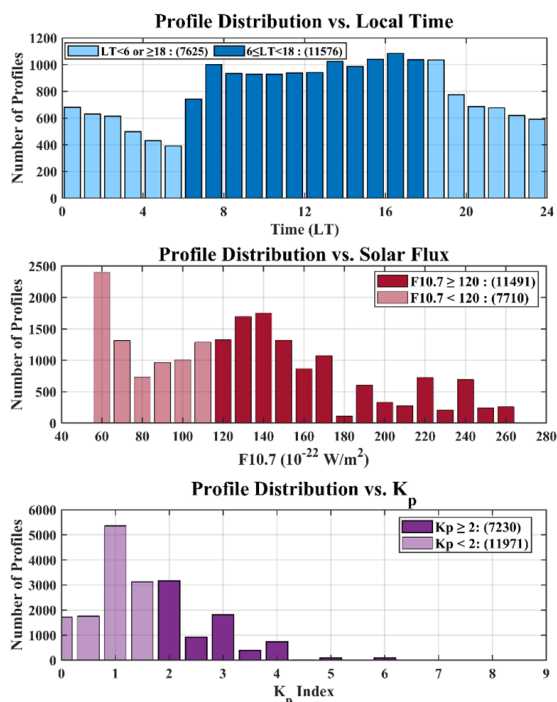 Profile Distribution vs. Local Time
LT<6 or ≥18 : (7625) 6≤LT<18 : (11576)
1200
1000
800
600
400
200
0
Number of Profiles
0 4 8 12 16 20 24
Time (LT)
Profile Distribution vs. Solar Flux
F10.7 ≥ 120 : (11491)
F10.7 < 120 : (7710)
2500
2000
1500
1000
500
0
Number of Profiles
40 60 80 100 120 140 160 180 200 220 240 260 280
F10.7 (10^-22 W/m^2)
Profile Distribution vs. K_p
Kp ≥ 2: (7230)
Kp < 2: (11971)
6000
5000
4000
3000
2000
1000
0
Number of Profiles
0 1 2 3 4 5 6 7 8 9
K_p Index